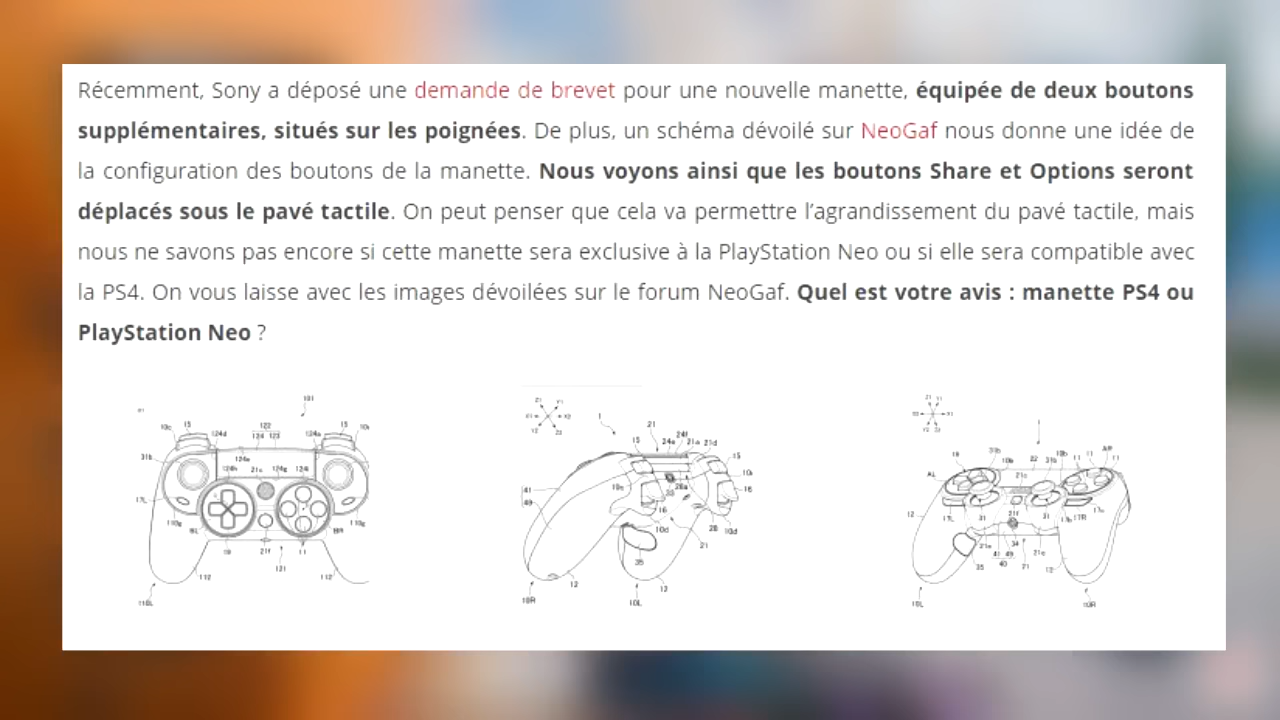 Récemment, Sony a déposé une demande de brevet pour une nouvelle manette, équipée de deux boutons
supplémentaires, situés sur les poignées. De plus, un schéma dévoilé sur NeoGaf nous donne une idée de
la configuration des boutons de la manette. Nous voyons ainsi que les boutons Share et Options seront
déplacés sous le pavé tactile. On peut penser que cela va permettre l’agrandissement du pavé tactile, mais
nous ne savons pas encore si cette manette sera exclusive à la PlayStation Neo ou si elle sera compatible avec
la PS4. On vous laisse avec les images dévoilées sur le forum NeoGaf. Quel est votre avis : manette PS4 ou
PlayStation Neo ?